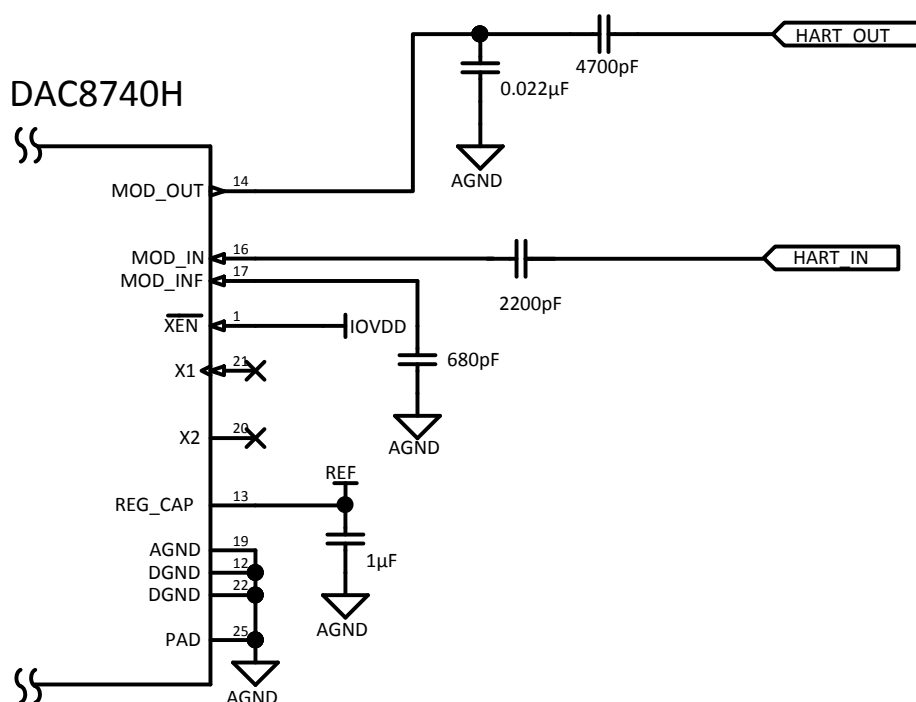 HART_OUT
4700pF
0.022µF
DAC8740H
AGND
MOD_OUT 14
MOD_IN 16
HART_IN
MOD_INF 17
2200pF
XEN 1 IOVDD
680pF
X1 21
AGND
X2 20
REF
REG_CAP 13
AGND 19
1µF
DGND 12
DGND 22
AGND
PAD 25
AGND